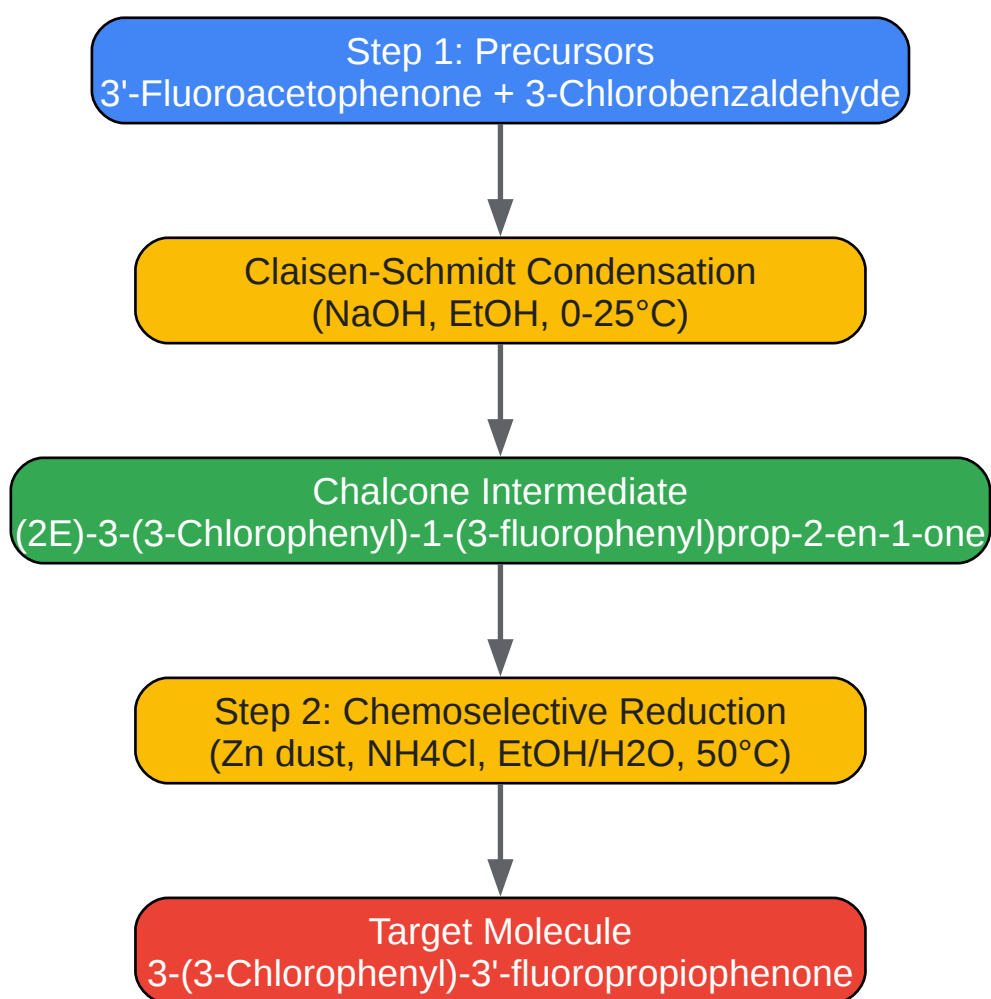 Step 1: Precursors
3'-Fluoroacetophenone + 3-Chlorobenzaldehyde
Claisen-Schmidt Condensation
(NaOH, EtOH, 0-25°C)
Chalcone Intermediate
(2E)-3-(3-Chlorophenyl)-1-(3-fluorophenyl)prop-2-en-1-one
Step 2: Chemoselective Reduction
(Zn dust, NH4Cl, EtOH/H2O, 50°C)
Target Molecule
3-(3-Chlorophenyl)-3'-fluoropropiophenone